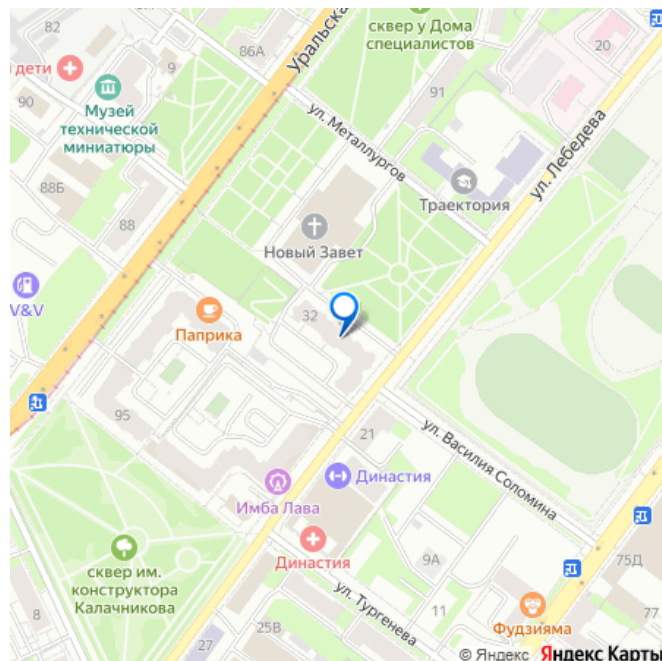 82
86А
Уральска
сквер у Дома
специалистов
20
и дети
9
90
Музей
технической
миниатюры
ул. Металлургов
91
ул. Лебедева
Траектория
88Б
88
Новый Завет
V&V
Паприка
32
95
21
ул. Василия Соломина
Династия
Имба Лава
Династия
сквер им.
конструктора
Калачникова
9А
75Д
ул. Тургенева
11
77
8
27
25В
Фудзияма
© Яндекс Яндекс Карты